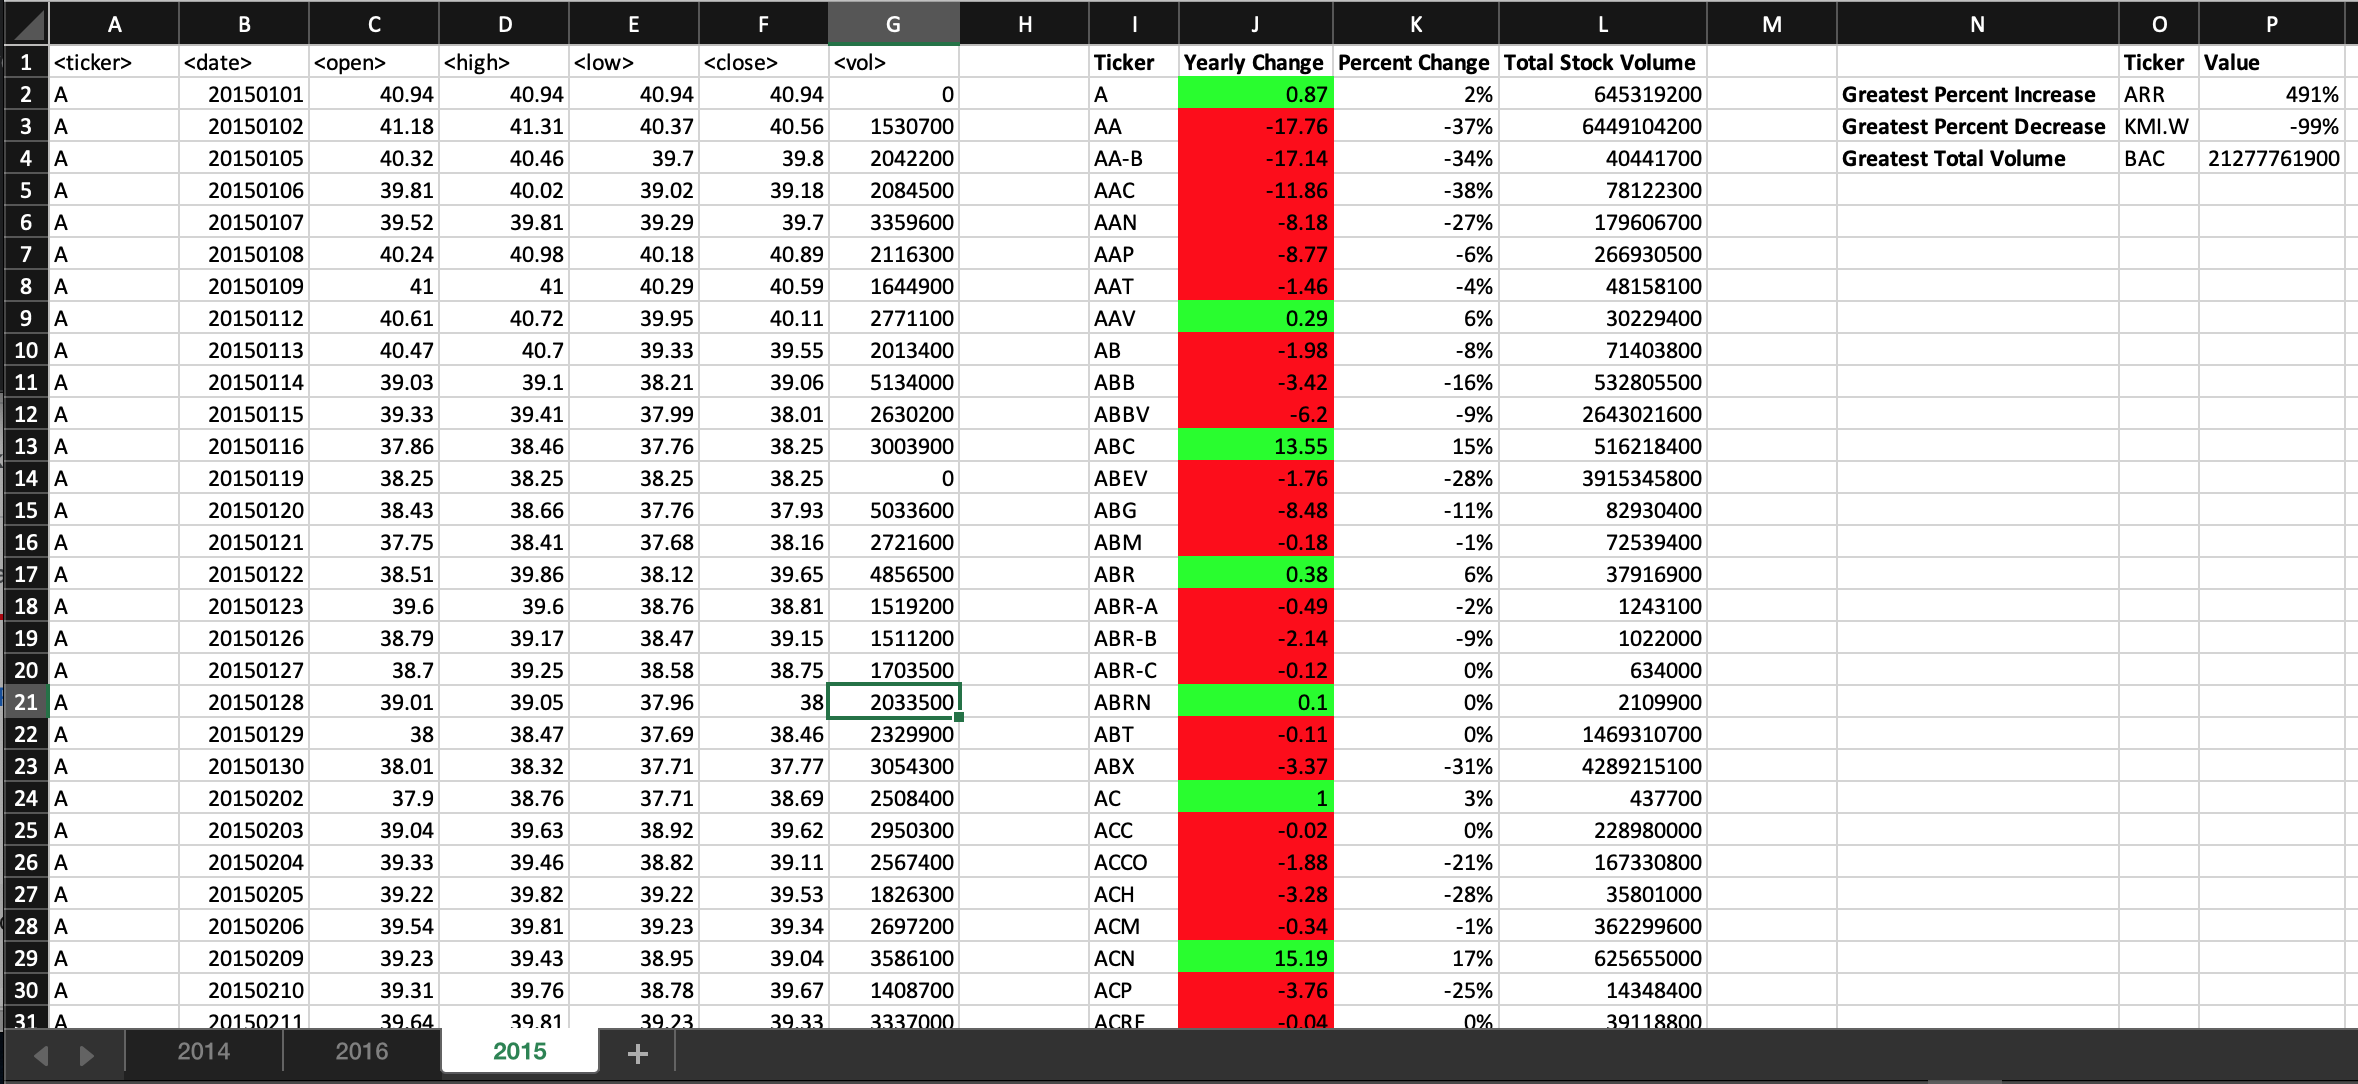 A B C D E F G H I J K L M N O P
1 <ticker> <date> <open> <high> <low> <close> <vol> Ticker Yearly Change Percent Change Total Stock Volume Ticker Value
2 A 20150101 40.94 40.94 40.94 40.94 0 A 0.87 2% 645319200 Greatest Percent Increase ARR 491%
3 A 20150102 41.18 41.31 40.37 40.56 1530700 AA -17.76 -37% 6449104200 Greatest Percent Decrease KMI.W -99%
4 A 20150105 40.32 40.46 39.7 39.8 2042200 AA-B -17.14 -34% 40441700 Greatest Total Volume BAC 21277761900
5 A 20150106 39.81 40.02 39.02 39.18 2084500 AAC -11.86 -38% 78122300
6 A 20150107 39.52 39.81 39.29 39.7 3359600 AAN -8.18 -27% 179606700
7 A 20150108 40.24 40.98 40.18 40.89 2116300 AAP -8.77 -6% 266930500
8 A 20150109 41 41 40.29 40.59 1644900 AAT -1.46 -4% 48158100
9 A 20150112 40.61 40.72 39.95 40.11 2771100 AAV 0.29 6% 30229400
10 A 20150113 40.47 40.7 39.33 39.55 2013400 AB -1.98 -8% 71403800
11 A 20150114 39.03 39.1 38.21 39.06 5134000 ABB -3.42 -16% 532805500
12 A 20150115 39.33 39.41 37.99 38.01 2630200 ABBV -6.2 -9% 2643021600
13 A 20150116 37.86 38.46 37.76 38.25 3003900 ABC 13.55 15% 516218400
14 A 20150119 38.25 38.25 38.25 38.25 0 ABEV -1.76 -28% 3915345800
15 A 20150120 38.43 38.66 37.76 37.93 5033600 ABG -8.48 -11% 82930400
16 A 20150121 37.75 38.41 37.68 38.16 2721600 ABM -0.18 -1% 72539400
17 A 20150122 38.51 39.86 38.12 39.65 4856500 ABR 0.38 6% 37916900
18 A 20150123 39.6 39.6 38.76 38.81 1519200 ABR-A -0.49 -2% 1243100
19 A 20150126 38.79 39.17 38.47 39.15 1511200 ABR-B -2.14 -9% 1022000
20 A 20150127 38.7 39.25 38.58 38.75 1703500 ABR-C -0.12 0% 634000
21 A 20150128 39.01 39.05 37.96 38 2033500 ABRN 0.1 0% 2109900
22 A 20150129 38 38.47 37.69 38.46 2329900 ABT -0.11 0% 1469310700
23 A 20150130 38.01 38.32 37.71 37.77 3054300 ABX -3.37 -31% 4289215100
24 A 20150202 37.9 38.76 37.71 38.69 2508400 AC 1 3% 437700
25 A 20150203 39.04 39.63 38.92 39.62 2950300 ACC -0.02 0% 228980000
26 A 20150204 39.33 39.46 38.82 39.11 2567400 ACCO -1.88 -21% 167330800
27 A 20150205 39.22 39.82 39.22 39.53 1826300 ACH -3.28 -28% 35801000
28 A 20150206 39.54 39.81 39.23 39.34 2697200 ACM -0.34 -1% 362299600
29 A 20150209 39.23 39.43 38.95 39.04 3586100 ACN 15.19 17% 625655000
30 A 20150210 39.31 39.76 38.78 39.67 1408700 ACP -3.76 -25% 14348400
31 A 20150211 39.64 39.81 39.23 39.33 3337000 ACRE -0.04 0% 39118800
2014 2016 2015 +